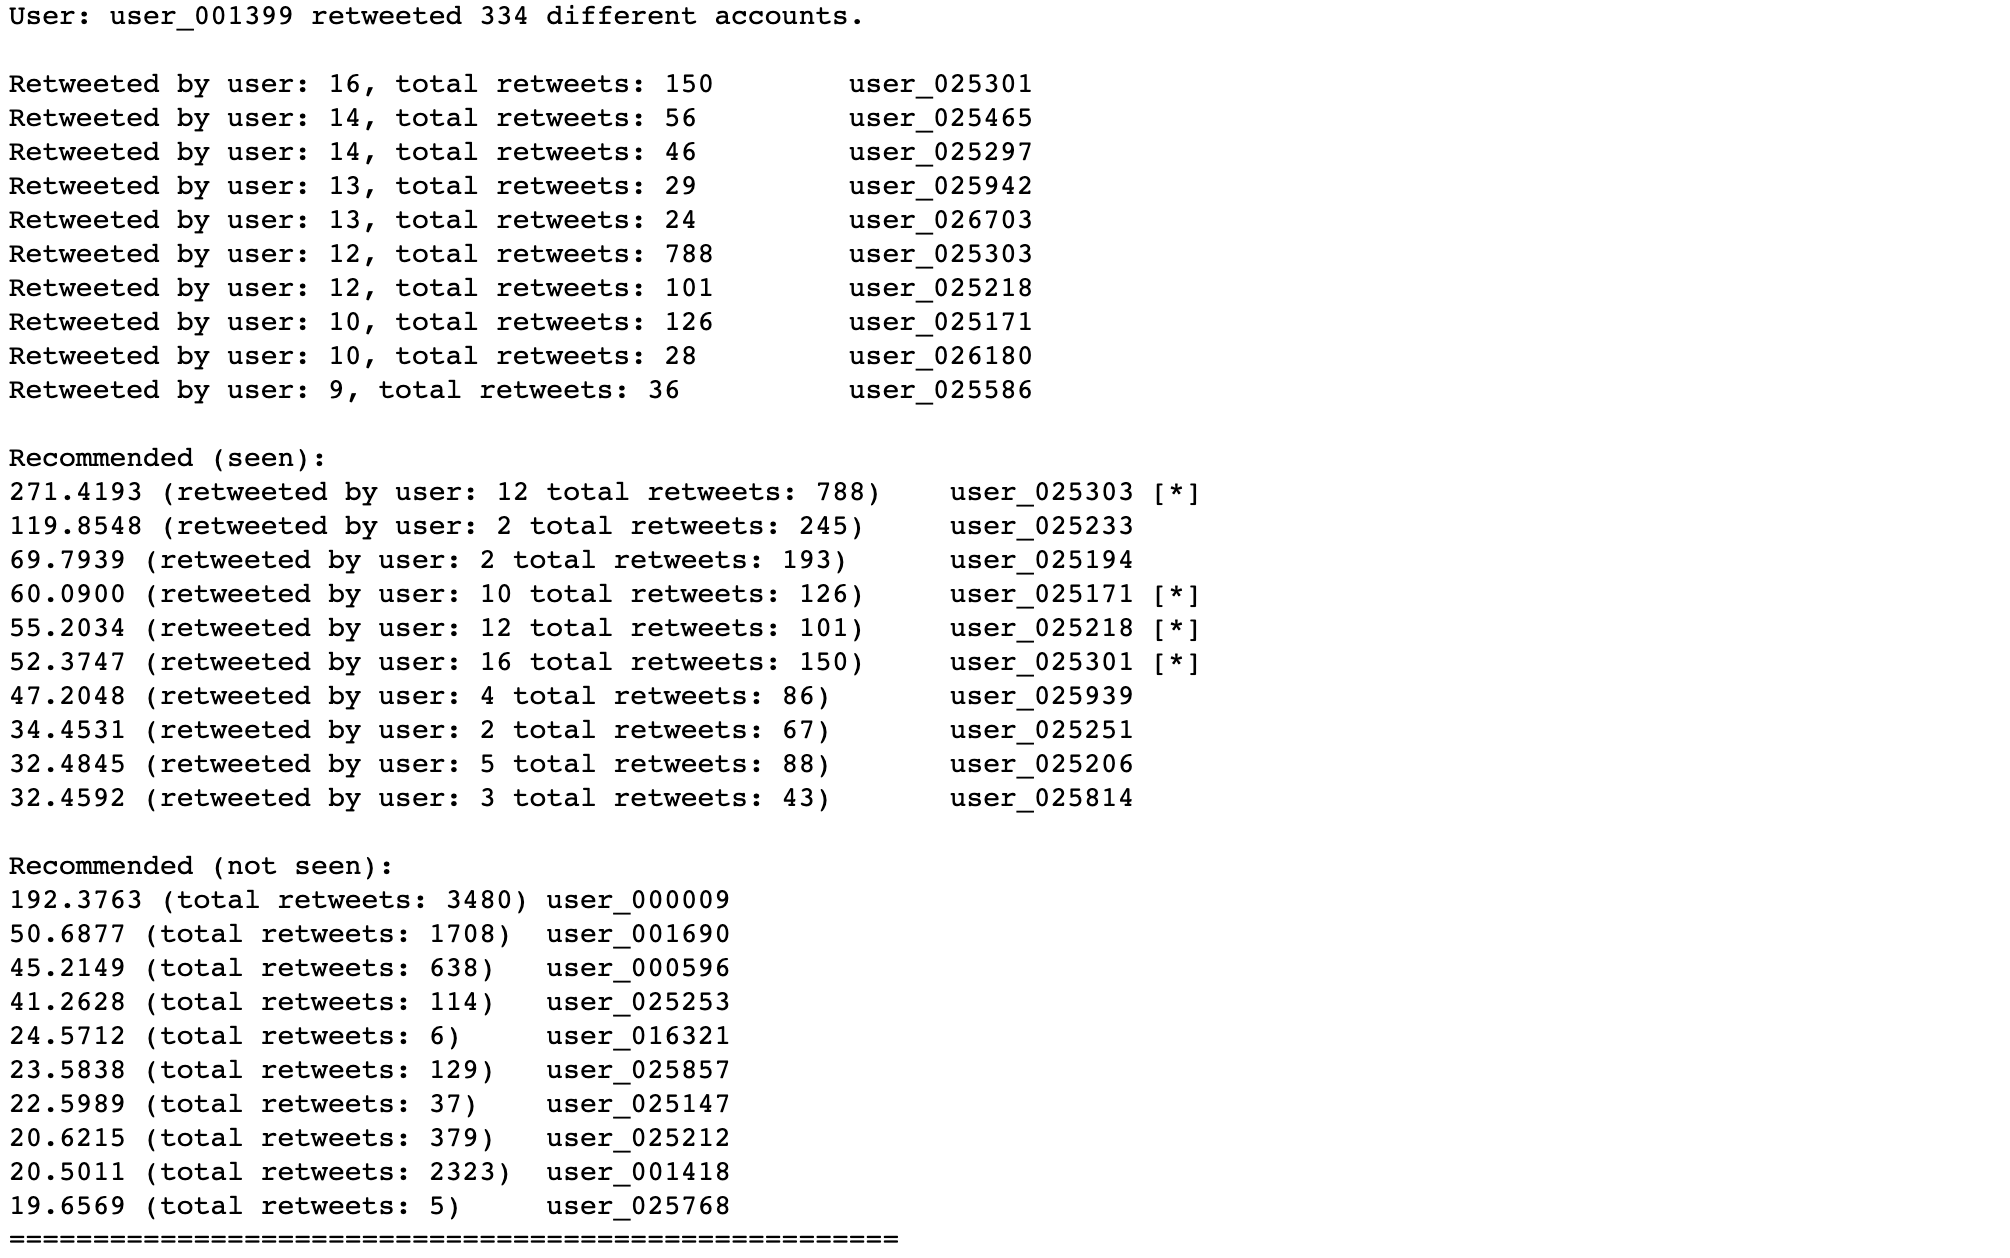 User: user_001399 retweeted 334 different accounts.
Retweeted by user: 16, total retweets: 150 user_025301
Retweeted by user: 14, total retweets: 56 user_025465
Retweeted by user: 14, total retweets: 46 user_025297
Retweeted by user: 13, total retweets: 29 user_025942
Retweeted by user: 13, total retweets: 24 user_026703
Retweeted by user: 12, total retweets: 788 user_025303
Retweeted by user: 12, total retweets: 101 user_025218
Retweeted by user: 10, total retweets: 126 user_025171
Retweeted by user: 10, total retweets: 28 user_026180
Retweeted by user: 9, total retweets: 36 user_025586
Recommended (seen):
271.4193 (retweeted by user: 12 total retweets: 788) user_025303 [*]
119.8548 (retweeted by user: 2 total retweets: 245) user_025233
69.7939 (retweeted by user: 2 total retweets: 193) user_025194
60.0900 (retweeted by user: 10 total retweets: 126) user_025171 [*]
55.2034 (retweeted by user: 12 total retweets: 101) user_025218 [*]
52.3747 (retweeted by user: 16 total retweets: 150) user_025301 [*]
47.2048 (retweeted by user: 4 total retweets: 86) user_025939
34.4531 (retweeted by user: 2 total retweets: 67) user_025251
32.4845 (retweeted by user: 5 total retweets: 88) user_025206
32.4592 (retweeted by user: 3 total retweets: 43) user_025814
Recommended (not seen):
192.3763 (total retweets: 3480) user_000009
50.6877 (total retweets: 1708) user_001690
45.2149 (total retweets: 638) user_000596
41.2628 (total retweets: 114) user_025253
24.5712 (total retweets: 6) user_016321
23.5838 (total retweets: 129) user_025857
22.5989 (total retweets: 37) user_025147
20.6215 (total retweets: 379) user_025212
20.5011 (total retweets: 2323) user_001418
19.6569 (total retweets: 5) user_025768
=====================================================